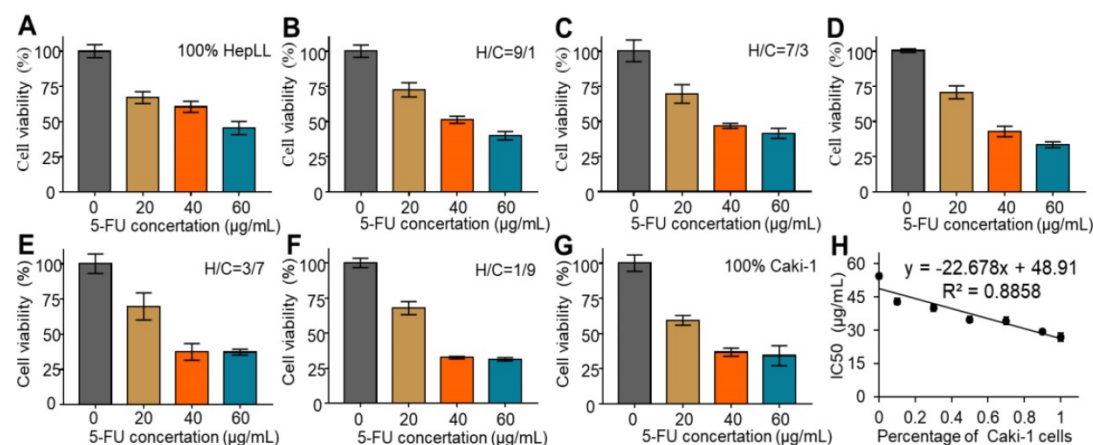 A
100% HepLL
Cell viability (%)
100
75
50
25
0
0 20 40 60
5-FU concertation (µg/mL)
B
H/C=9/1
Cell viability (%)
100
75
50
25
0
0 20 40 60
5-FU concertation (µg/mL)
C
H/C=7/3
Cell viability (%)
100
75
50
25
0
0 20 40 60
5-FU concertation (µg/mL)
D
Cell viability (%)
100
75
50
25
0
0 20 40 60
5-FU concertation (µg/mL)
E
H/C=3/7
Cell viability (%)
100
75
50
25
0
0 20 40 60
5-FU concertation (µg/mL)
F
H/C=1/9
Cell viability (%)
100
75
50
25
0
0 20 40 60
5-FU concertation (µg/mL)
G
100% Caki-1
Cell viability (%)
100
75
50
25
0
0 20 40 60
5-FU concertation (µg/mL)
H
y = -22.678x + 48.91
R² = 0.8858
IC50 (µg/mL)
60
45
30
15
0
0 0.2 0.4 0.6 0.8 1
Percentage of Caki-1 cells